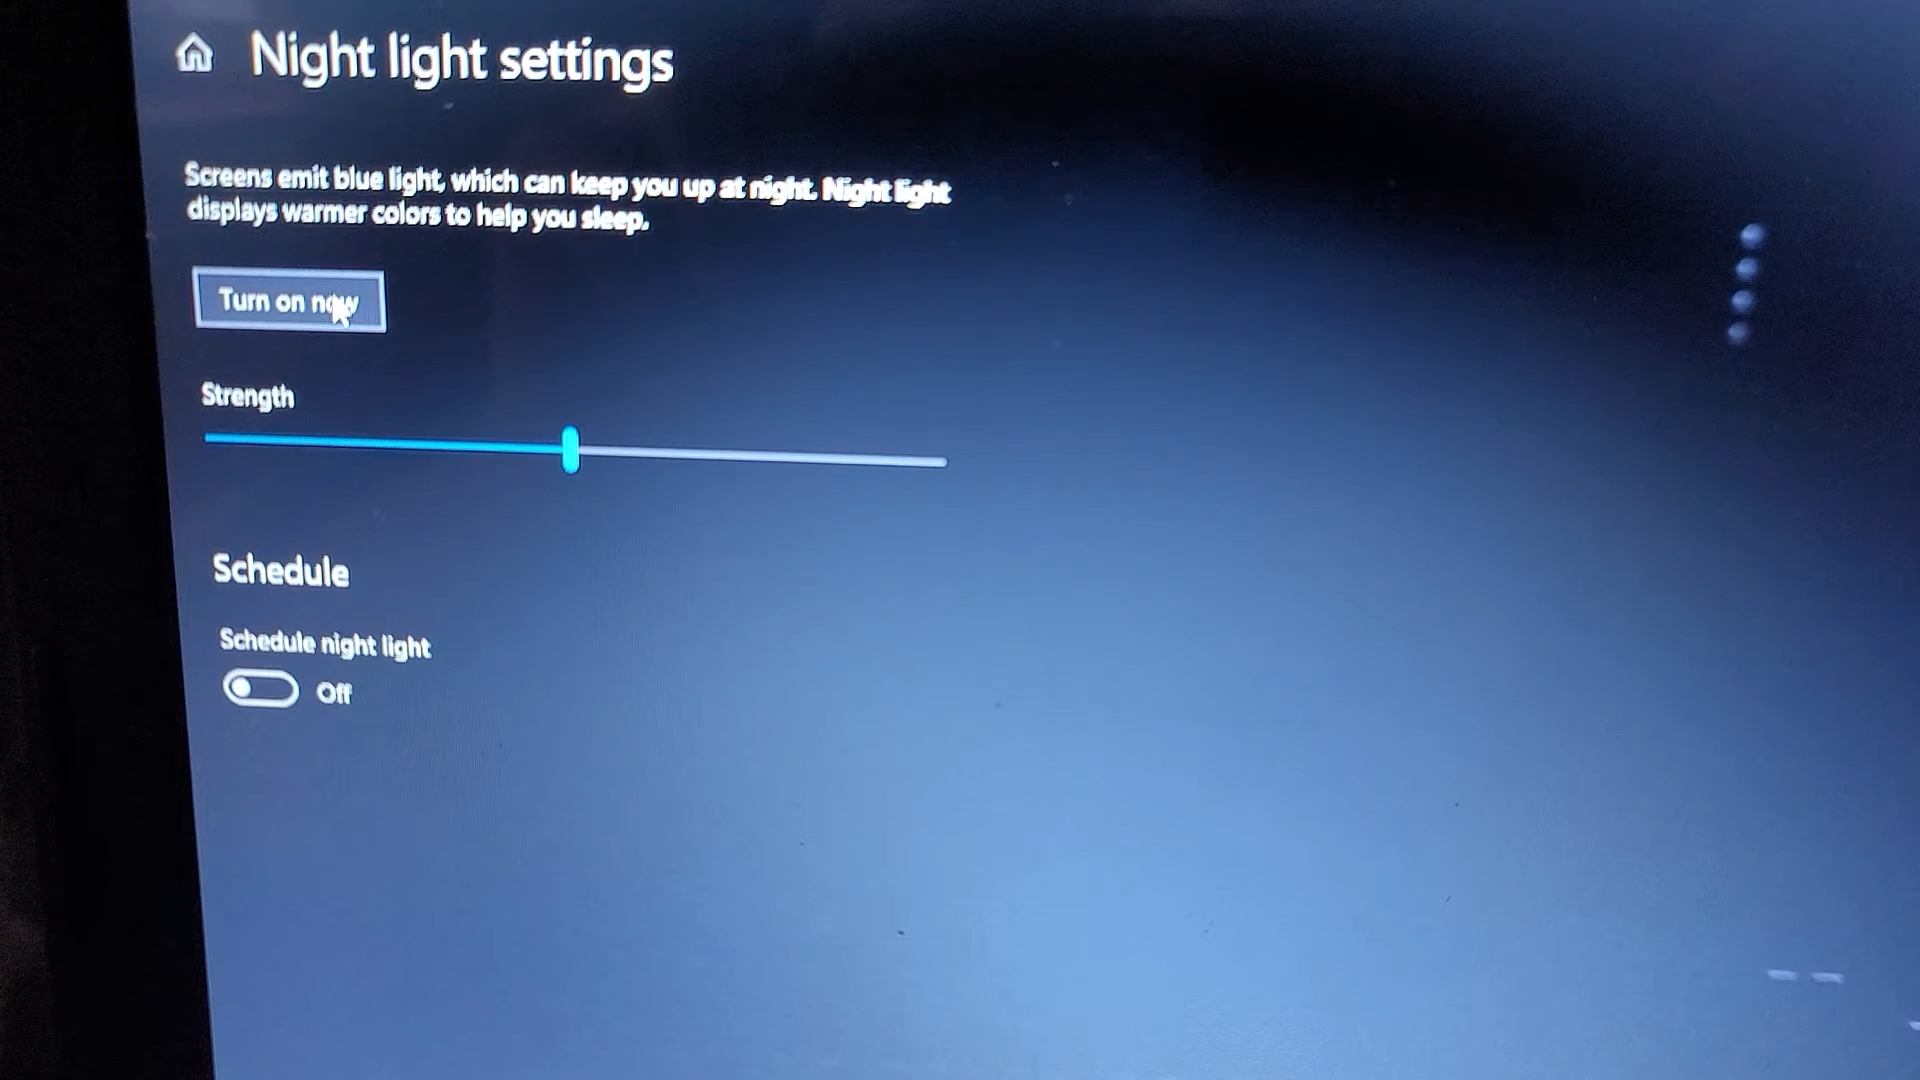 Night light settings
Screens emit blue light, which can keep you up at night. Night light
displays warmer colors to help you sleep.
Turn on now
Strength
Schedule
Schedule night light
Off